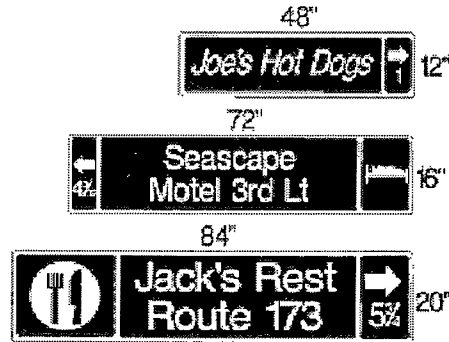 48"
Joe's Hot Dogs
1
12"
72"
Seascape
Motel 3rd Lt
16"
84"
Jack's Rest
Route 173
20"